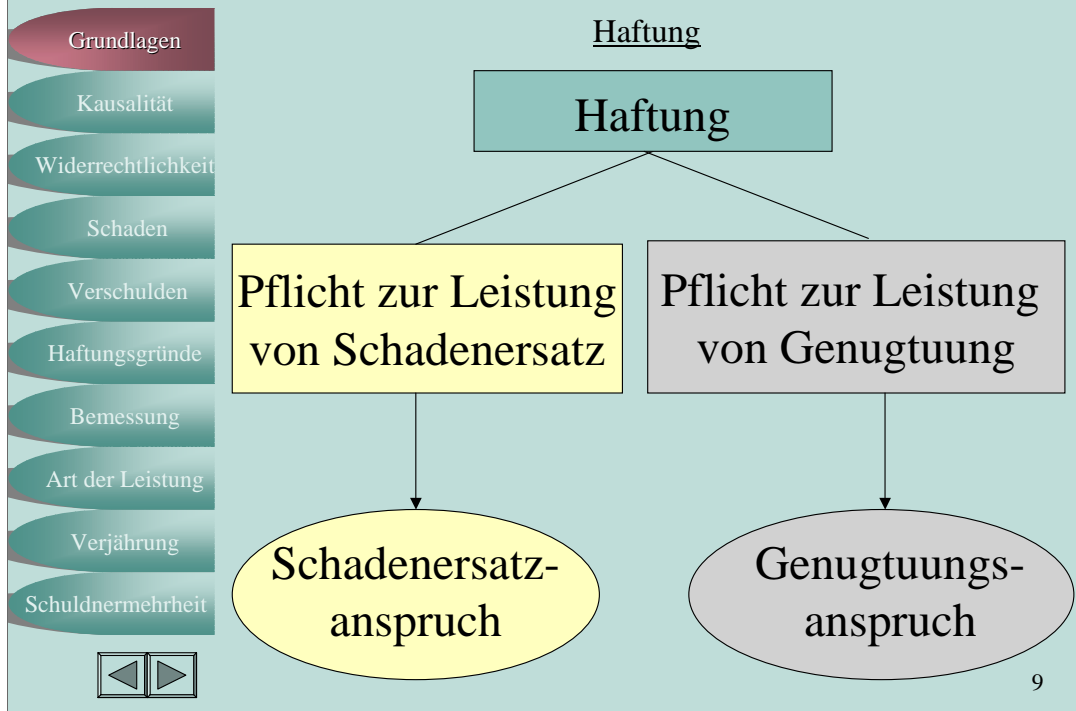 Grundlagen
Kausalität
Widerrechtlichkeit
Schaden
Verschulden
Haftungsgründe
Bemessung
Art der Leistung
Verjährung
Schuldnermehrheit
Haftung
Haftung
Pflicht zur Leistung
von Schadenersatz
Pflicht zur Leistung
von Genugtuung
Schadenersatz-
anspruch
Genugtuungs-
anspruch
9